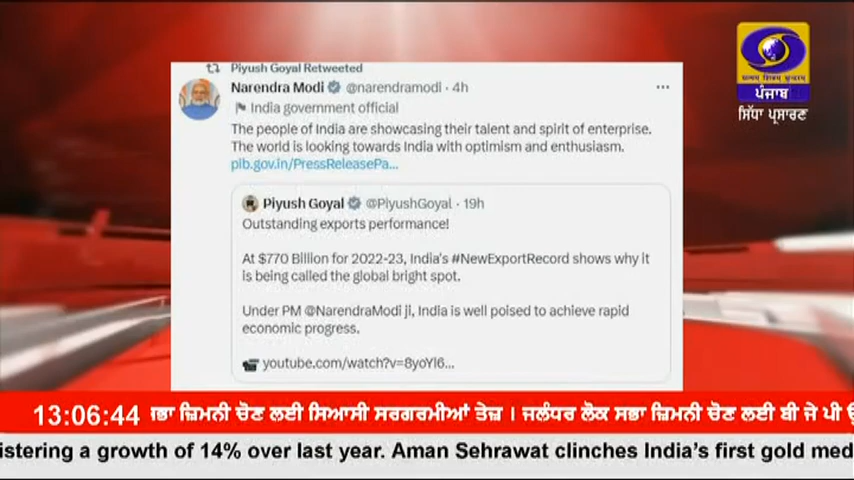 Piyush Goyal Retweeted
Narendra Modi @narendramodi · 4h
India government official
The people of India are showcasing their talent and spirit of enterprise.
The world is looking towards India with optimism and enthusiasm.
pib.gov.in/PressReleasePa...
Piyush Goyal @PiyushGoyal · 19h
Outstanding exports performance!
At $770 Billion for 2022-23, India's #NewExportRecord shows why it
is being called the global bright spot.
Under PM @NarendraModi ji, India is well poised to achieve rapid
economic progress.
youtube.com/watch?v=8yoYl6...
ਪੰਜਾਬ
ਸਿੱਧਾ ਪ੍ਰਸਾਰਣ
13:06:44 ਸਭਾ ਜ਼ਿਮਨੀ ਚੋਣ ਲਈ ਸਿਆਸੀ ਸਰਗਰਮੀਆਂ ਤੇਜ਼ । ਜਲੰਧਰ ਲੋਕ ਸਭਾ ਜ਼ਿਮਨੀ ਚੋਣ ਲਈ ਬੀ ਜੇ ਪੀ
istering a growth of 14% over last year. Aman Sehrawat clinches India's first gold med